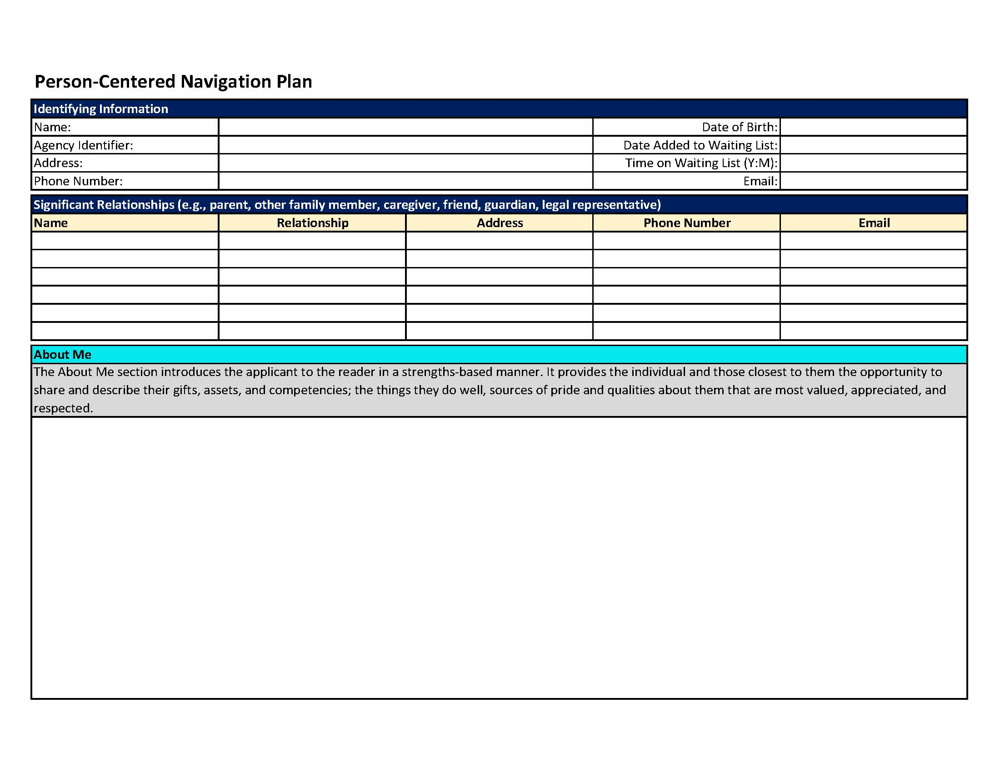 Person-Centered Navigation Plan
Identifying Information
Name: Date of Birth:
Agency Identifier: Date Added to Waiting List:
Address: Time on Waiting List (Y:M):
Phone Number: Email:
Significant Relationships (e.g., parent, other family member, caregiver, friend, guardian, legal representative)
Name Relationship Address Phone Number Email
About Me
The About Me section introduces the applicant to the reader in a strengths-based manner. It provides the individual and those closest to them the opportunity to
share and describe their gifts, assets, and competencies; the things they do well, sources of pride and qualities about them that are most valued, appreciated, and
respected.